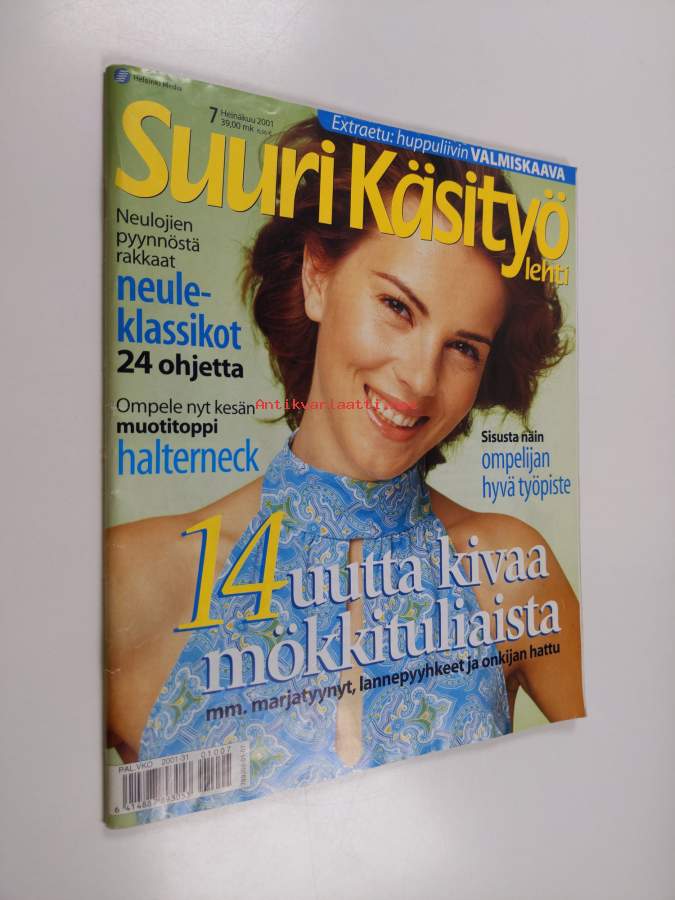 Helsinki Media
7 Heinäkuu 2001
39,00 mk
Extraetu: huppuliivin VALMISKAAVA
Suuri Käsityö
lehti
Neulojien
pyynnöstä
rakkaat
neule-
klassikot
24 ohjetta
Antikvariaatti
Ompele nyt kesän
muotitoppi
halterneck
Sisusta näin
ompelijan
hyvä työpiste
14 uutta kivaa
mökkituliaista
mm. marjatyynyt, lannepyyhkeet ja onkijan hattu
PAL.VKO 2001-31
01007